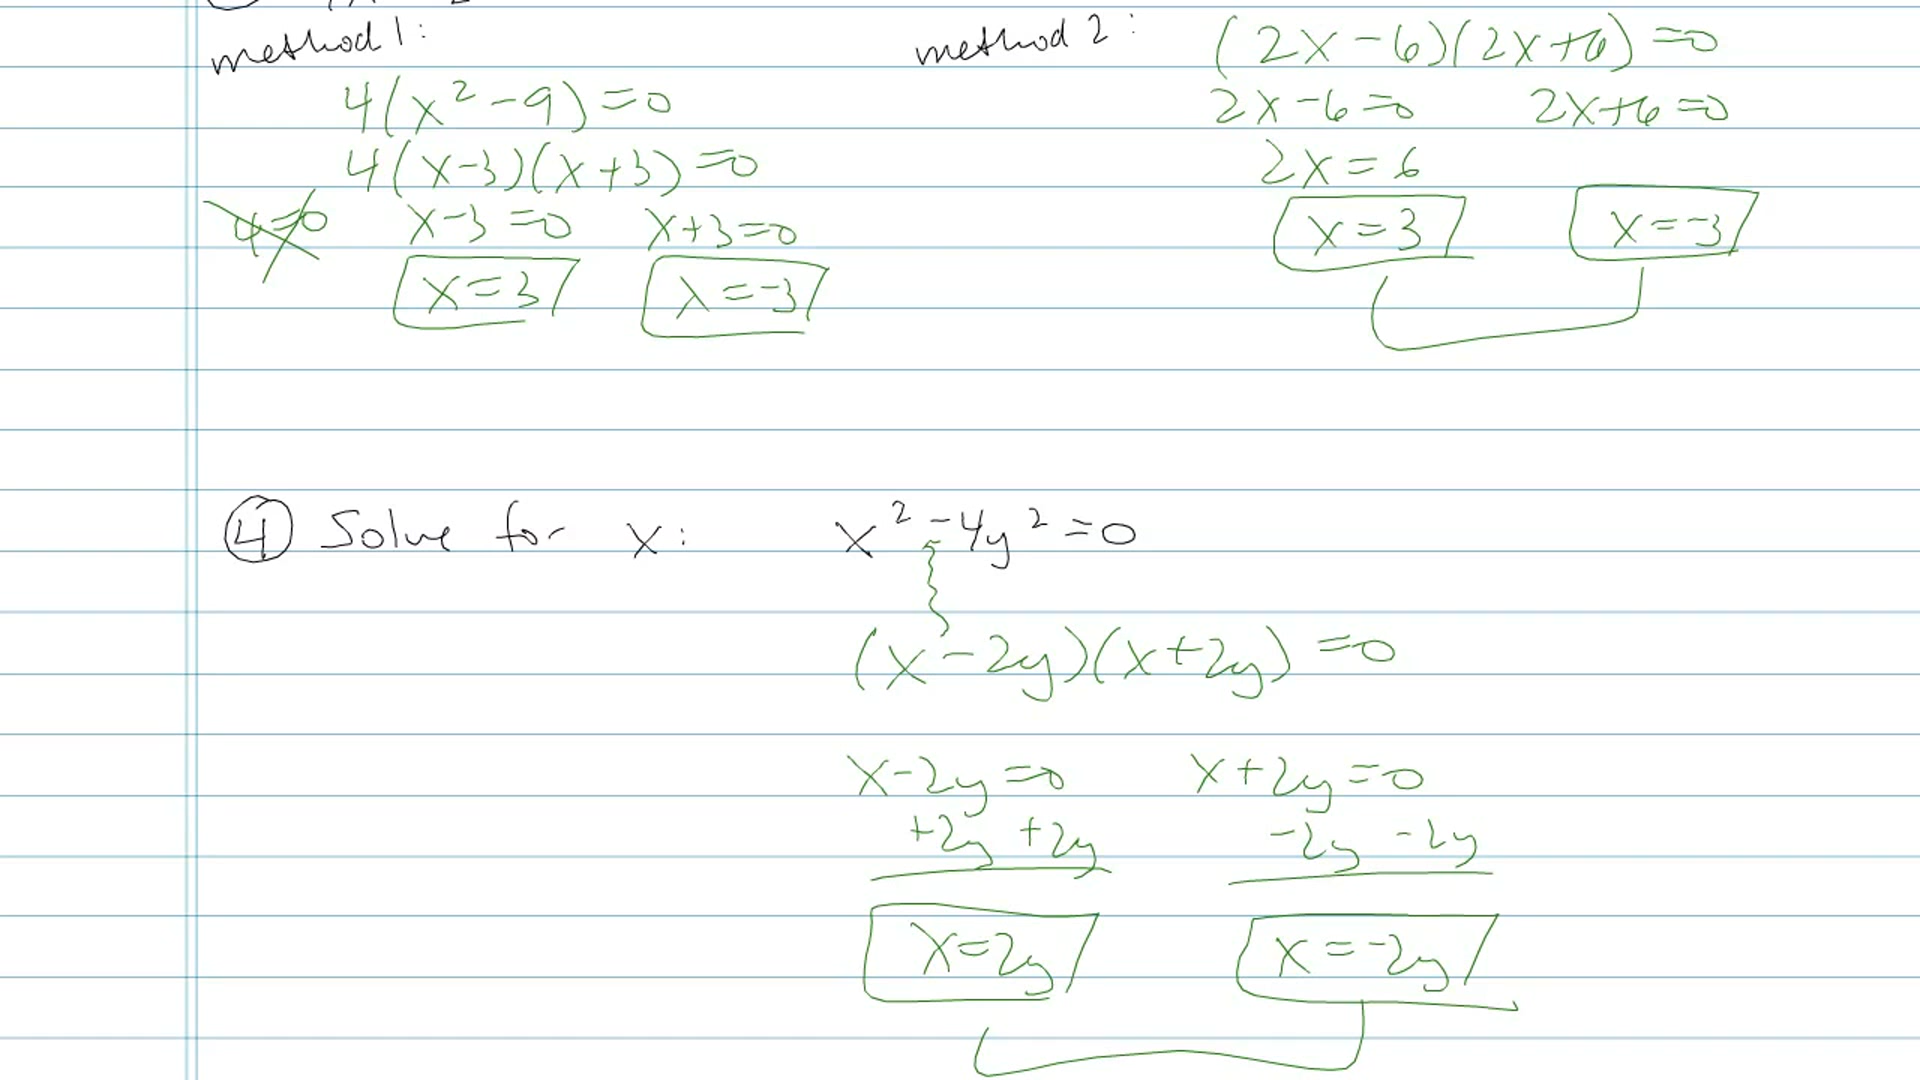 method 1:
4(x² - 9) = 0
4(x-3)(x+3) = 0
4=0 x-3 = 0 x+3 = 0
x = 3 x = -3
method 2: (2x - 6)(2x+6) = 0
2x - 6 = 0 2x+6 = 0
2x = 6
x = 3 x = -3
④ Solve for x: x² - 4y² = 0
(x - 2y)(x + 2y) = 0
x - 2y = 0 x + 2y = 0
+2y +2y -2y -2y
x = 2y x = -2y